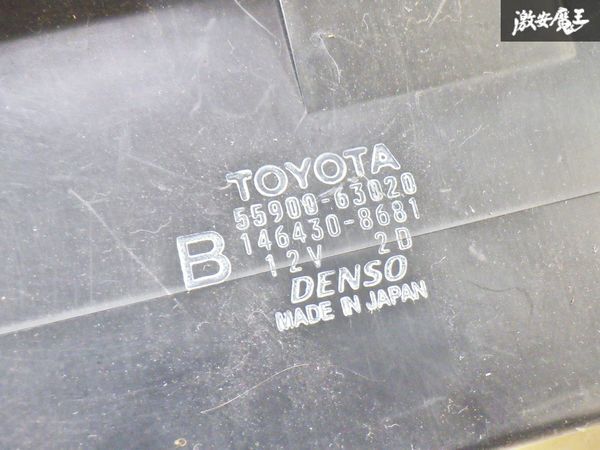 激安魔王
TOYOTA
55900-63020
146430-8681
B
12V 2D
DENSO
MADE IN JAPAN